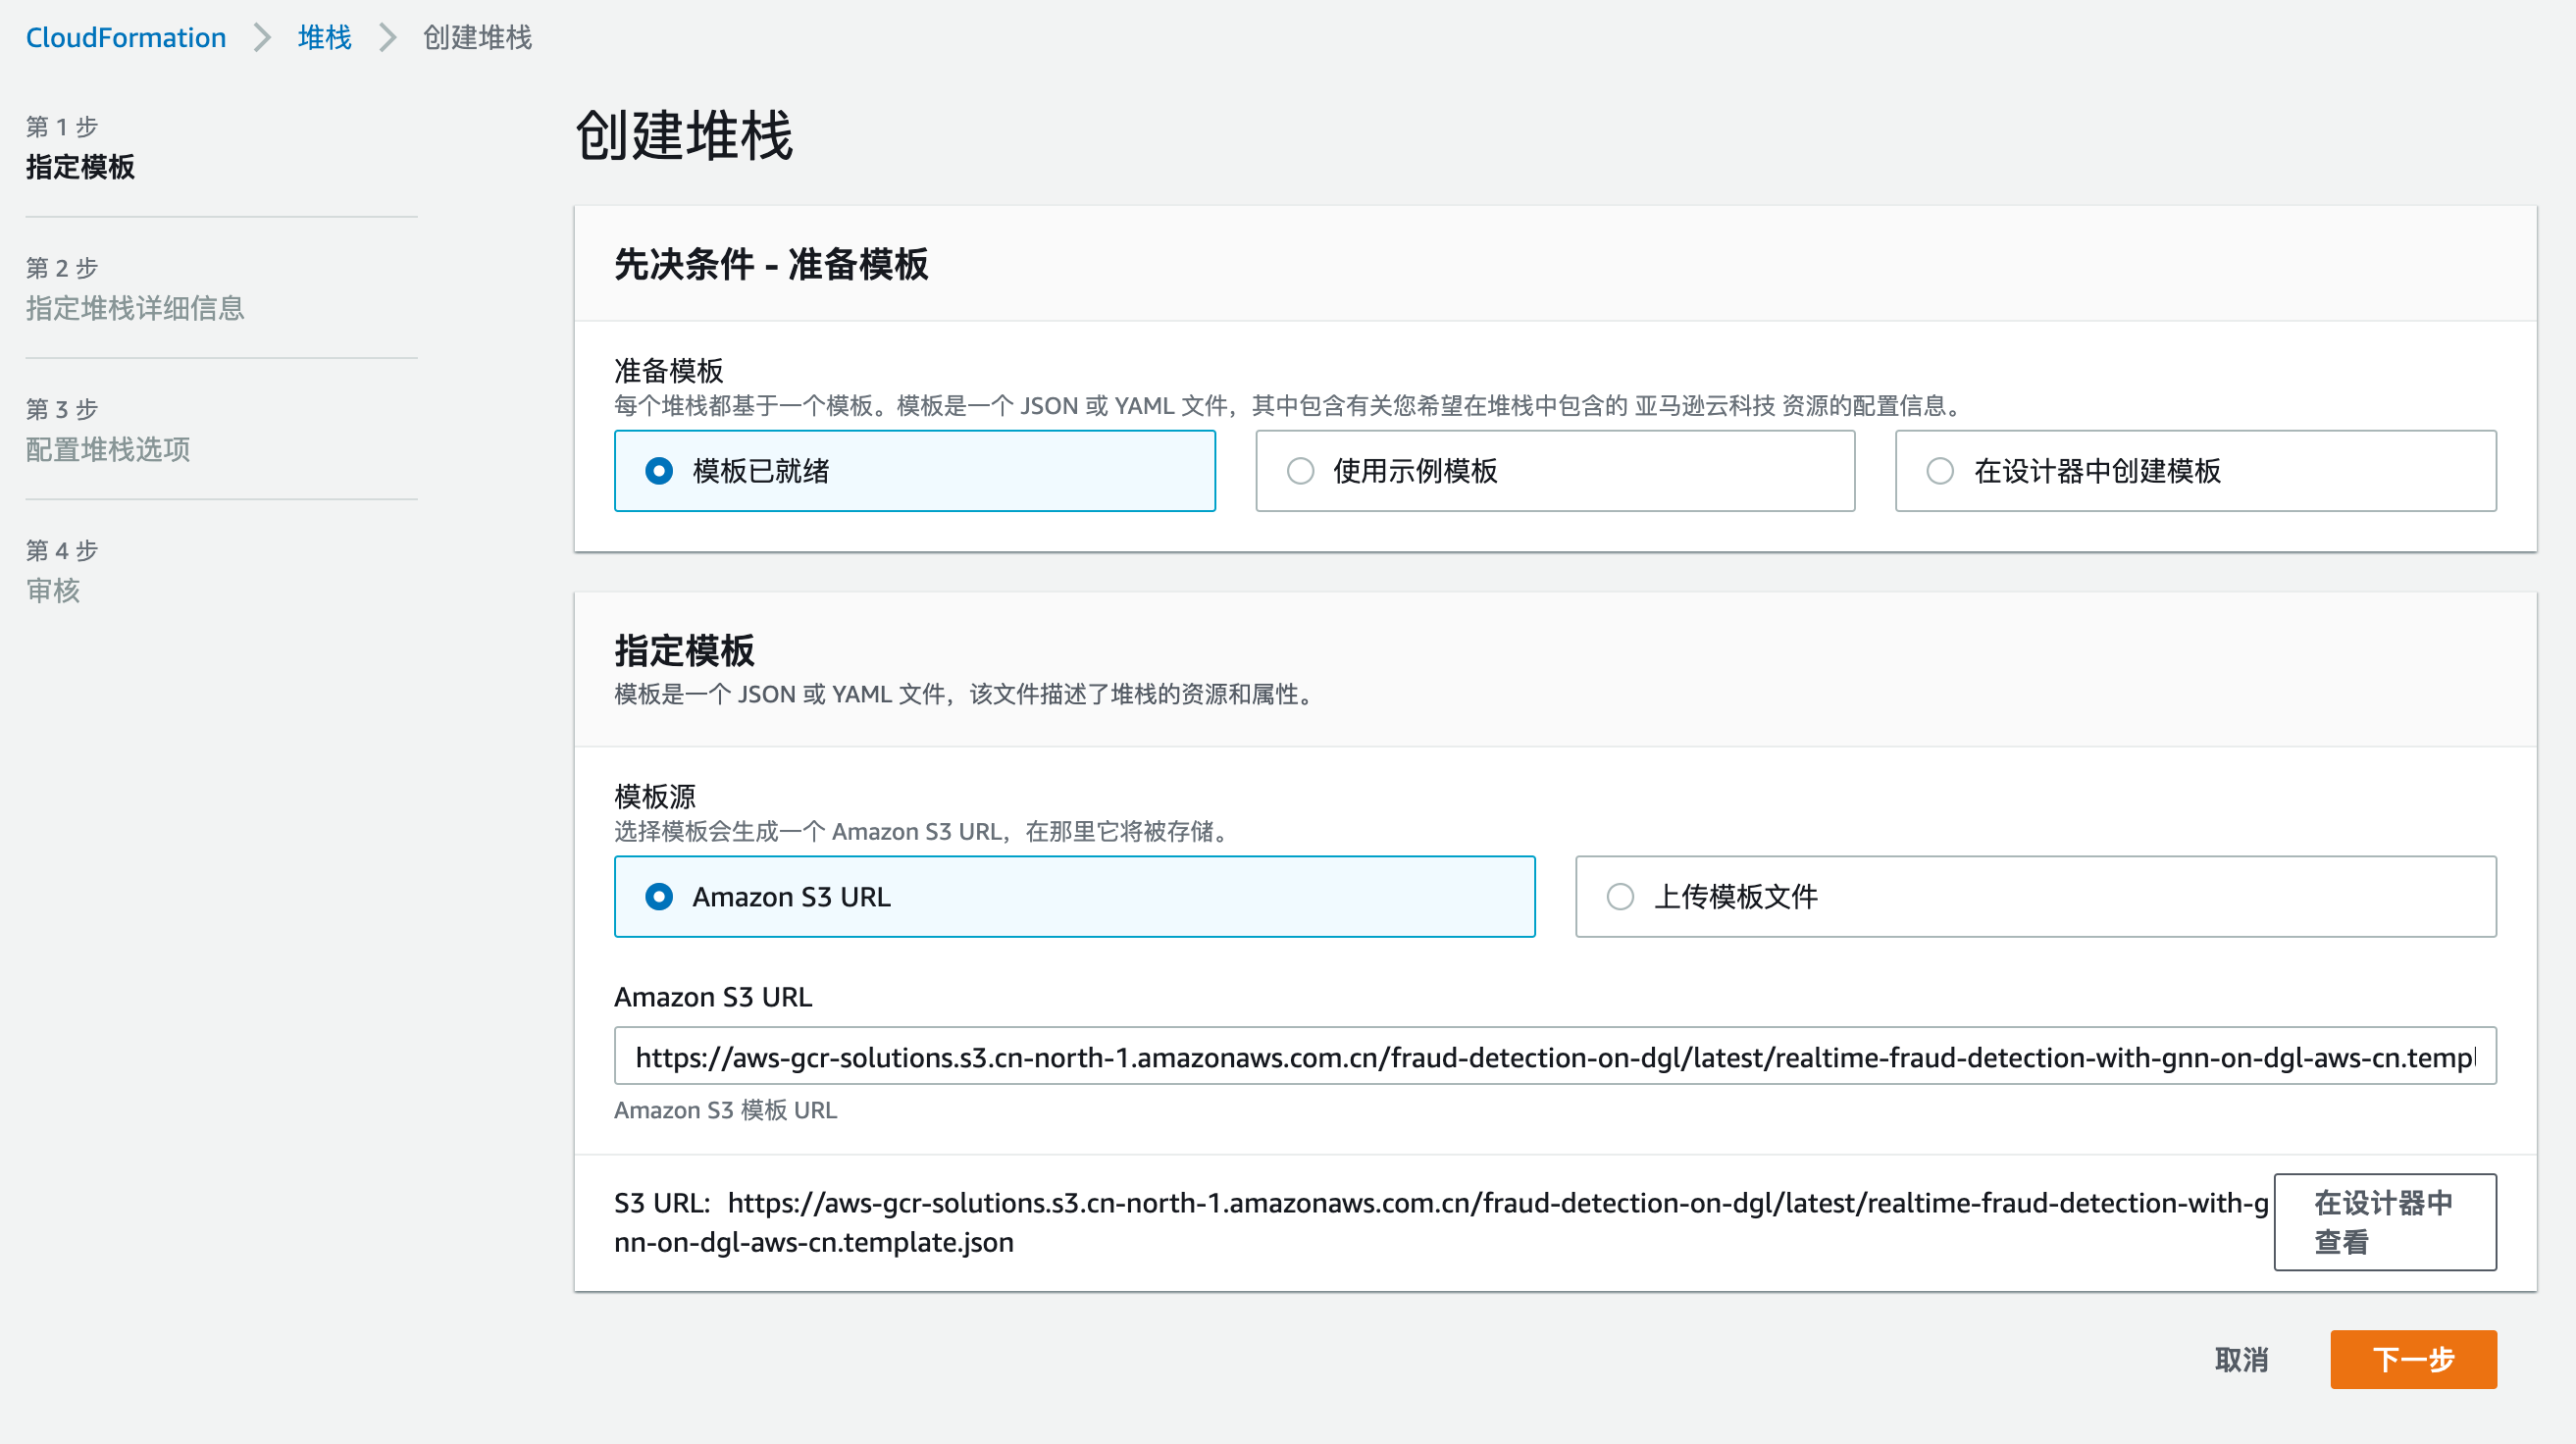 CloudFormation > 堆栈 > 创建堆栈
第 1 步
指定模板
第 2 步
指定堆栈详细信息
第 3 步
配置堆栈选项
第 4 步
审核
创建堆栈
先决条件 - 准备模板
准备模板
每个堆栈都基于一个模板。模板是一个 JSON 或 YAML 文件，其中包含有关您希望在堆栈中包含的 亚马逊云科技 资源的配置信息。
模板已就绪
使用示例模板
在设计器中创建模板
指定模板
模板是一个 JSON 或 YAML 文件，该文件描述了堆栈的资源和属性。
模板源
选择模板会生成一个 Amazon S3 URL，在那里它将被存储。
Amazon S3 URL
上传模板文件
Amazon S3 URL
https://aws-gcr-solutions.s3.cn-north-1.amazonaws.com.cn/fraud-detection-on-dgl/latest/realtime-fraud-detection-with-gnn-on-dgl-aws-cn.templ
Amazon S3 模板 URL
S3 URL: https://aws-gcr-solutions.s3.cn-north-1.amazonaws.com.cn/fraud-detection-on-dgl/latest/realtime-fraud-detection-with-g
nn-on-dgl-aws-cn.template.json
在设计器中
查看
取消
下一步